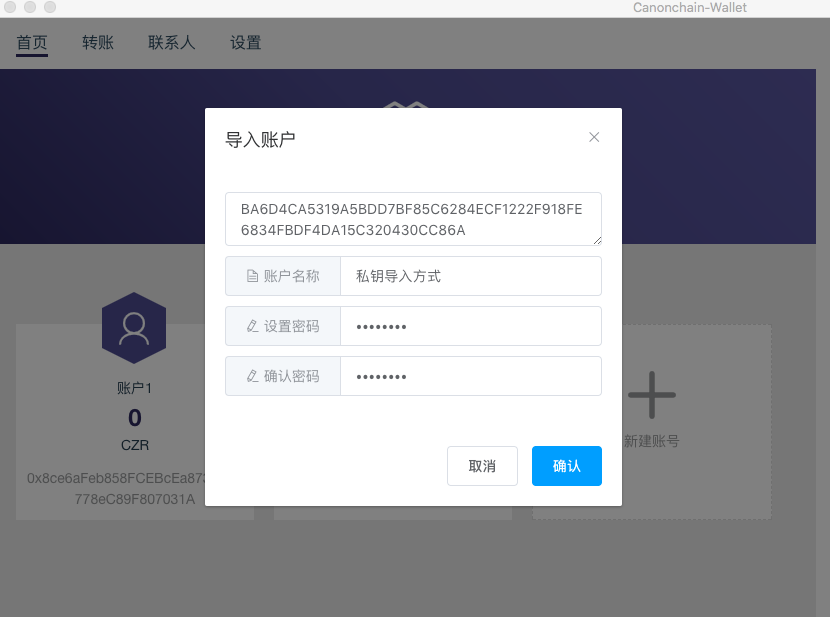 Canonchain-Wallet
首页 转账 联系人 设置
导入账户
BA6D4CA5319A5BDD7BF85C6284ECF1222F918FE
6834FBDF4DA15C320430CC86A
账户名称 私钥导入方式
设置密码 ••••••••
确认密码 ••••••••
取消 确认
账户1
0
CZR
0x8ce6aFeb858FCEBcEa87
778eC89F807031A
新建账号